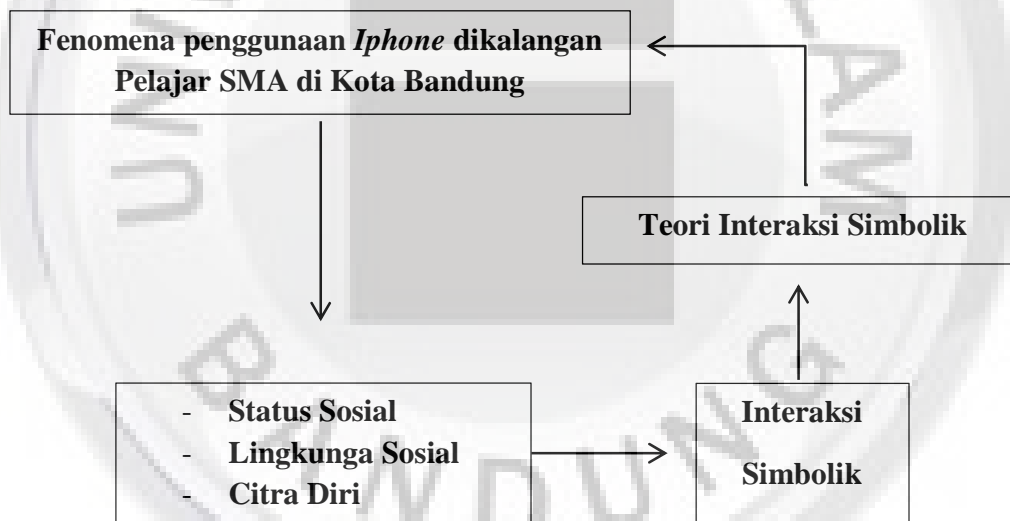 Fenomena penggunaan Iphone dikalangan
Pelajar SMA di Kota Bandung
Teori Interaksi Simbolik
- Status Sosial
- Lingkunga Sosial
- Citra Diri
Interaksi
Simbolik
BANDUNG